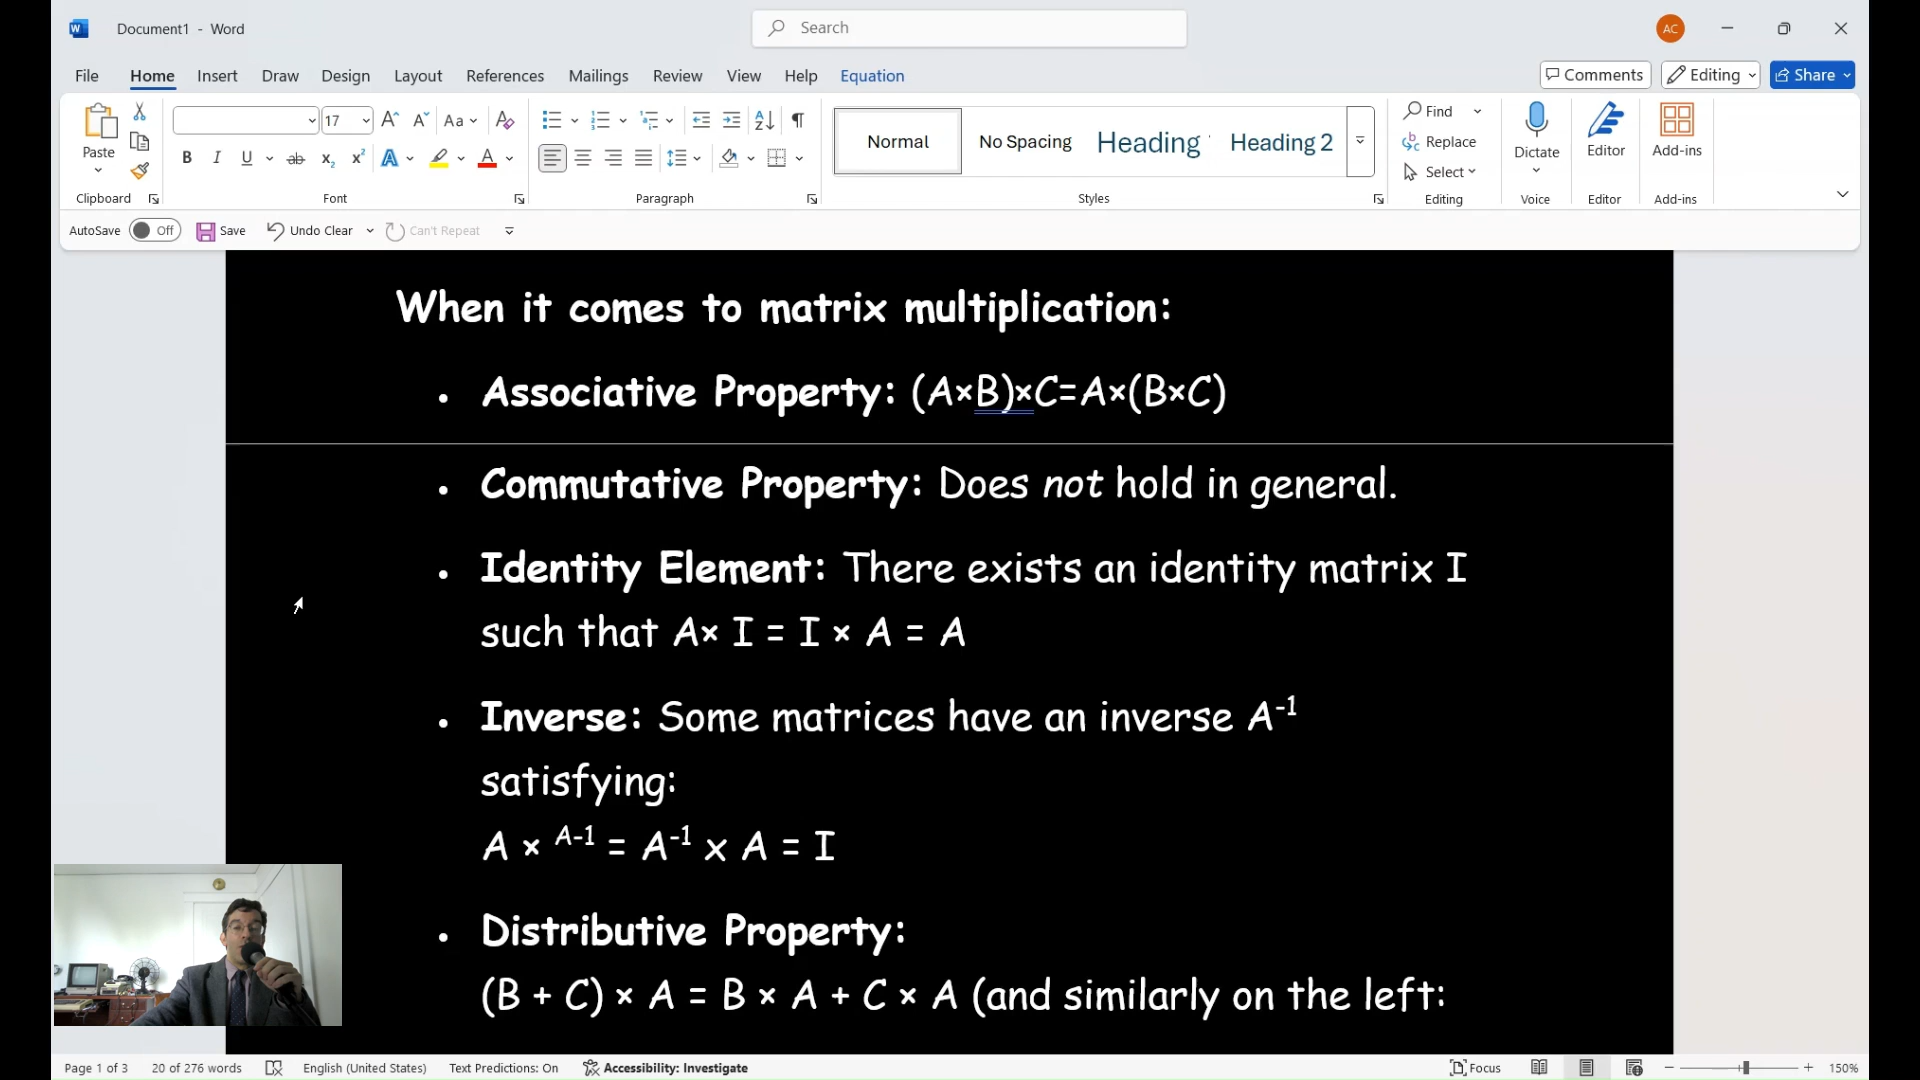 Document1 - Word
Search
AC
File Home Insert Draw Design Layout References Mailings Review View Help Equation
Comments Editing Share
Paste
17
Aa
Normal No Spacing Heading Heading 2
Find
Replace
Select
Dictate Editor Add-ins
Clipboard Font Paragraph Styles Editing Voice Editor Add-ins
AutoSave Off Save Undo Clear Can't Repeat
When it comes to matrix multiplication:
• Associative Property: (A×B)×C=A×(B×C)
• Commutative Property: Does not hold in general.
• Identity Element: There exists an identity matrix I
such that A× I = I × A = A
• Inverse: Some matrices have an inverse A⁻¹
satisfying:
A × ᴬ⁻¹ = A⁻¹ x A = I
• Distributive Property:
(B + C) × A = B × A + C × A (and similarly on the left:
Page 1 of 3 20 of 276 words English (United States) Text Predictions: On Accessibility: Investigate Focus 150%